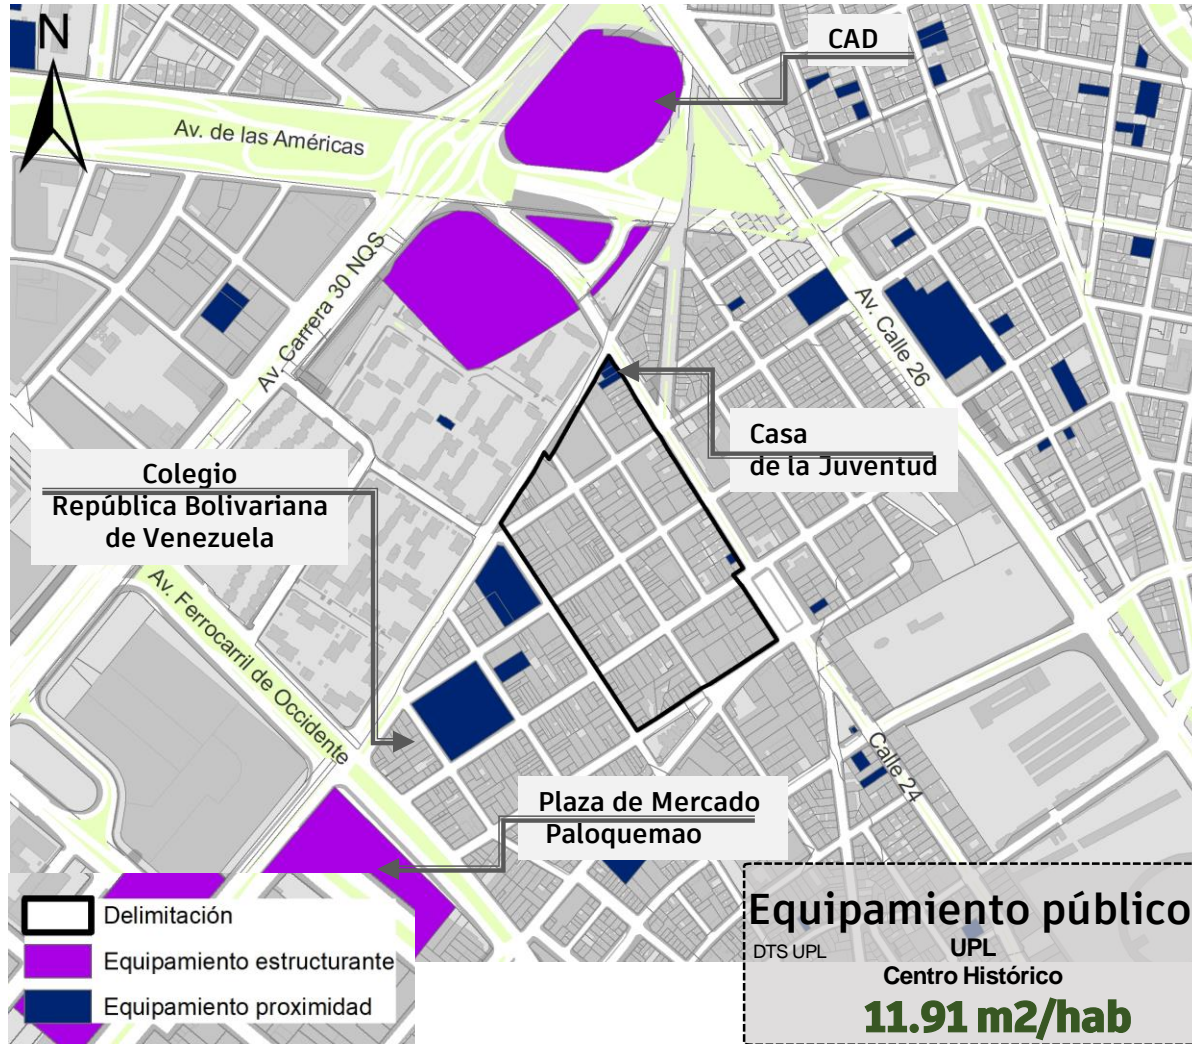 N
CAD
Av. de las Américas
Av. Carrera 30 NQS
Av. Calle 26
Casa
de la Juventud
Colegio
República Bolivariana
de Venezuela
Av. Ferrocarril de Occidente
Calle 24
Plaza de Mercado
Paloquemao
Delimitación
Equipamiento estructurante
Equipamiento proximidad
Equipamiento público
DTS UPL
UPL
Centro Histórico
11.91 m2/hab